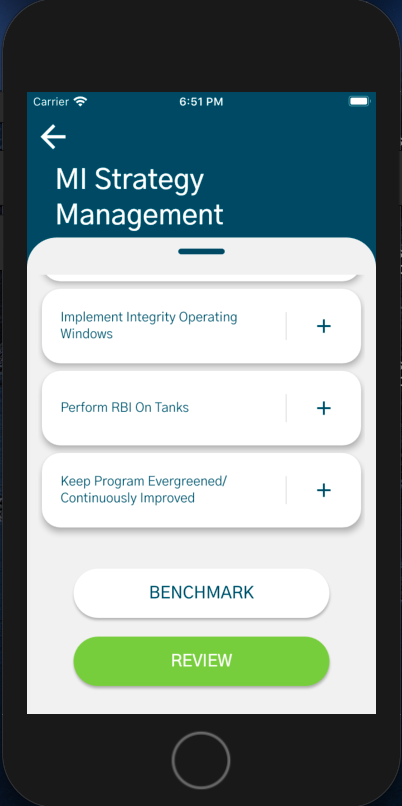 Carrier
6:51 PM
MI Strategy
Management
Implement Integrity Operating
Windows
+
Perform RBI On Tanks
+
Keep Program Evergreened/
Continuously Improved
+
BENCHMARK
REVIEW